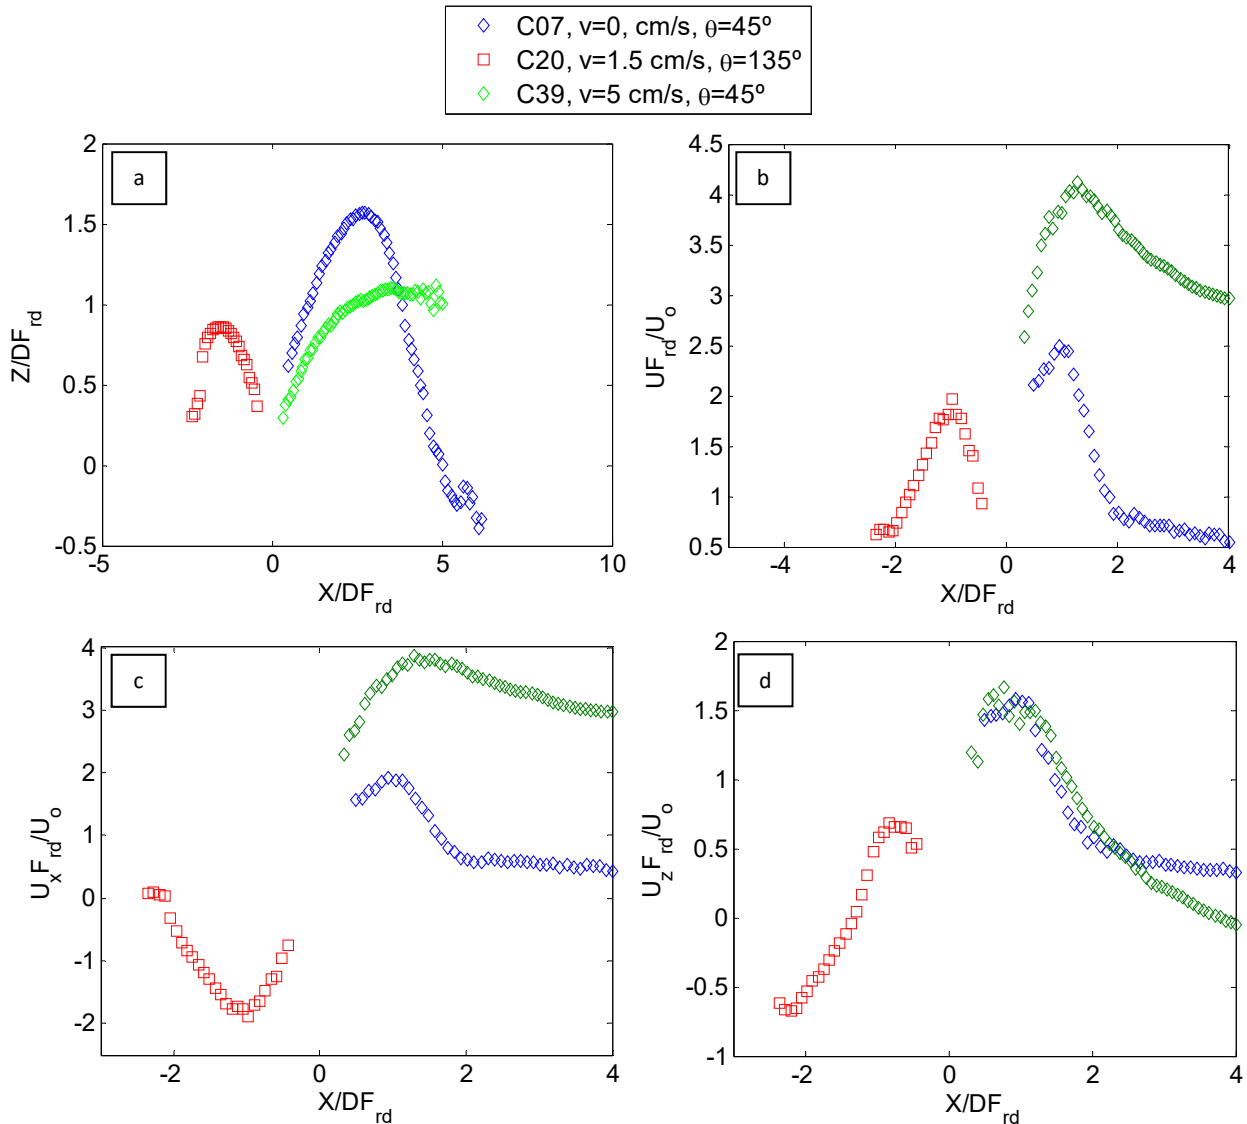 C07, v=0, cm/s, θ=45º
C20, v=1.5 cm/s, θ=135º
C39, v=5 cm/s, θ=45º
a
2
1.5
1
0.5
0
-0.5
-5 0 5 10
Z/DF_rd
X/DF_rd
b
4.5
4
3.5
3
2.5
2
1.5
1
0.5
-4 -2 0 2 4
UF_rd/U_o
X/DF_rd
c
4
3
2
1
0
-1
-2
-2 0 2 4
U_xF_rd/U_o
X/DF_rd
d
2
1.5
1
0.5
0
-0.5
-1
-2 0 2 4
U_zF_rd/U_o
X/DF_rd